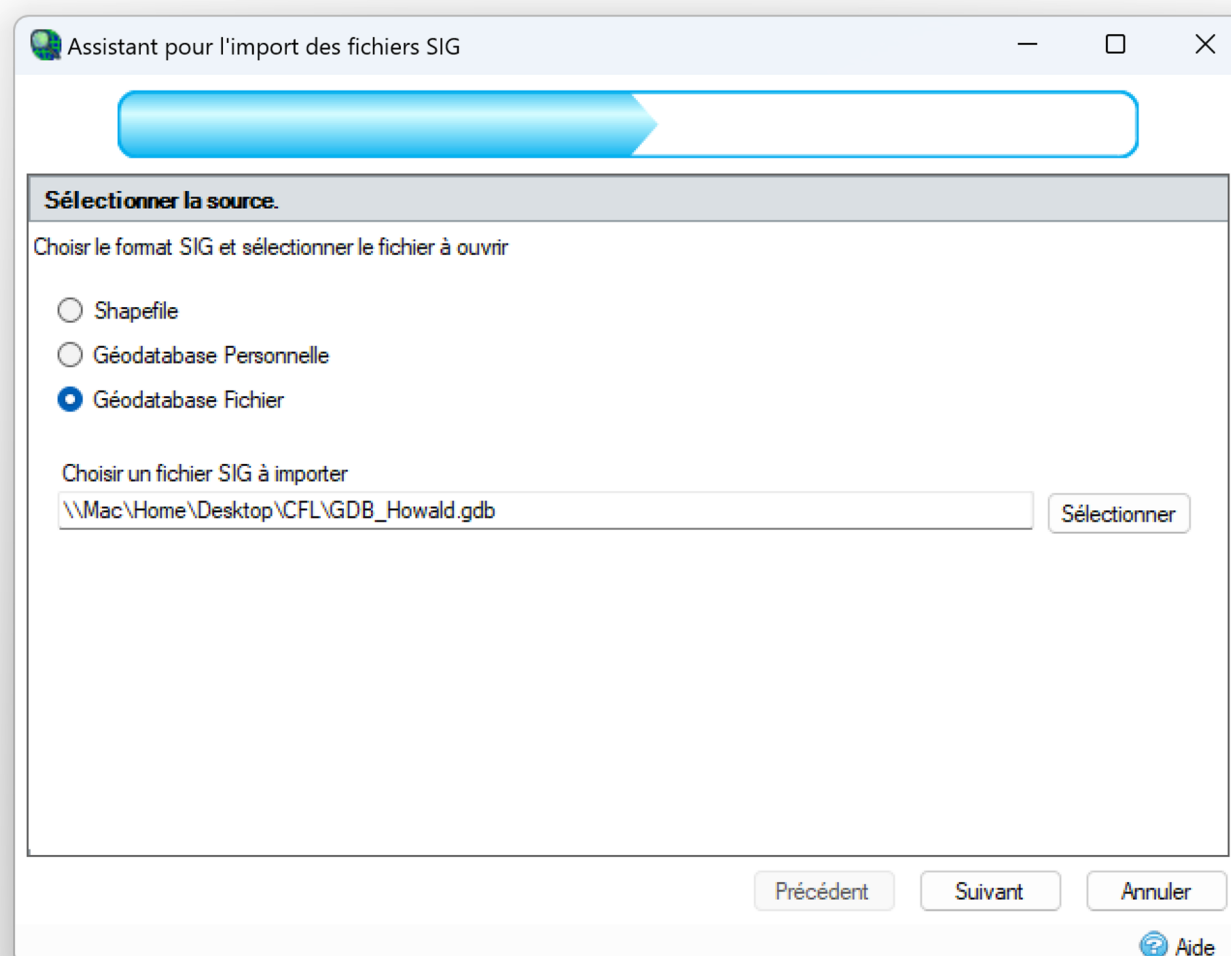 Assistant pour l'import des fichiers SIG
Sélectionner la source.
Choisr le format SIG et sélectionner le fichier à ouvrir
Shapefile
Géodatabase Personnelle
Géodatabase Fichier
Choisir un fichier SIG à importer
\\Mac\Home\Desktop\CFL\GDB_Howald.gdb
Sélectionner
Précédent Suivant Annuler
Aide